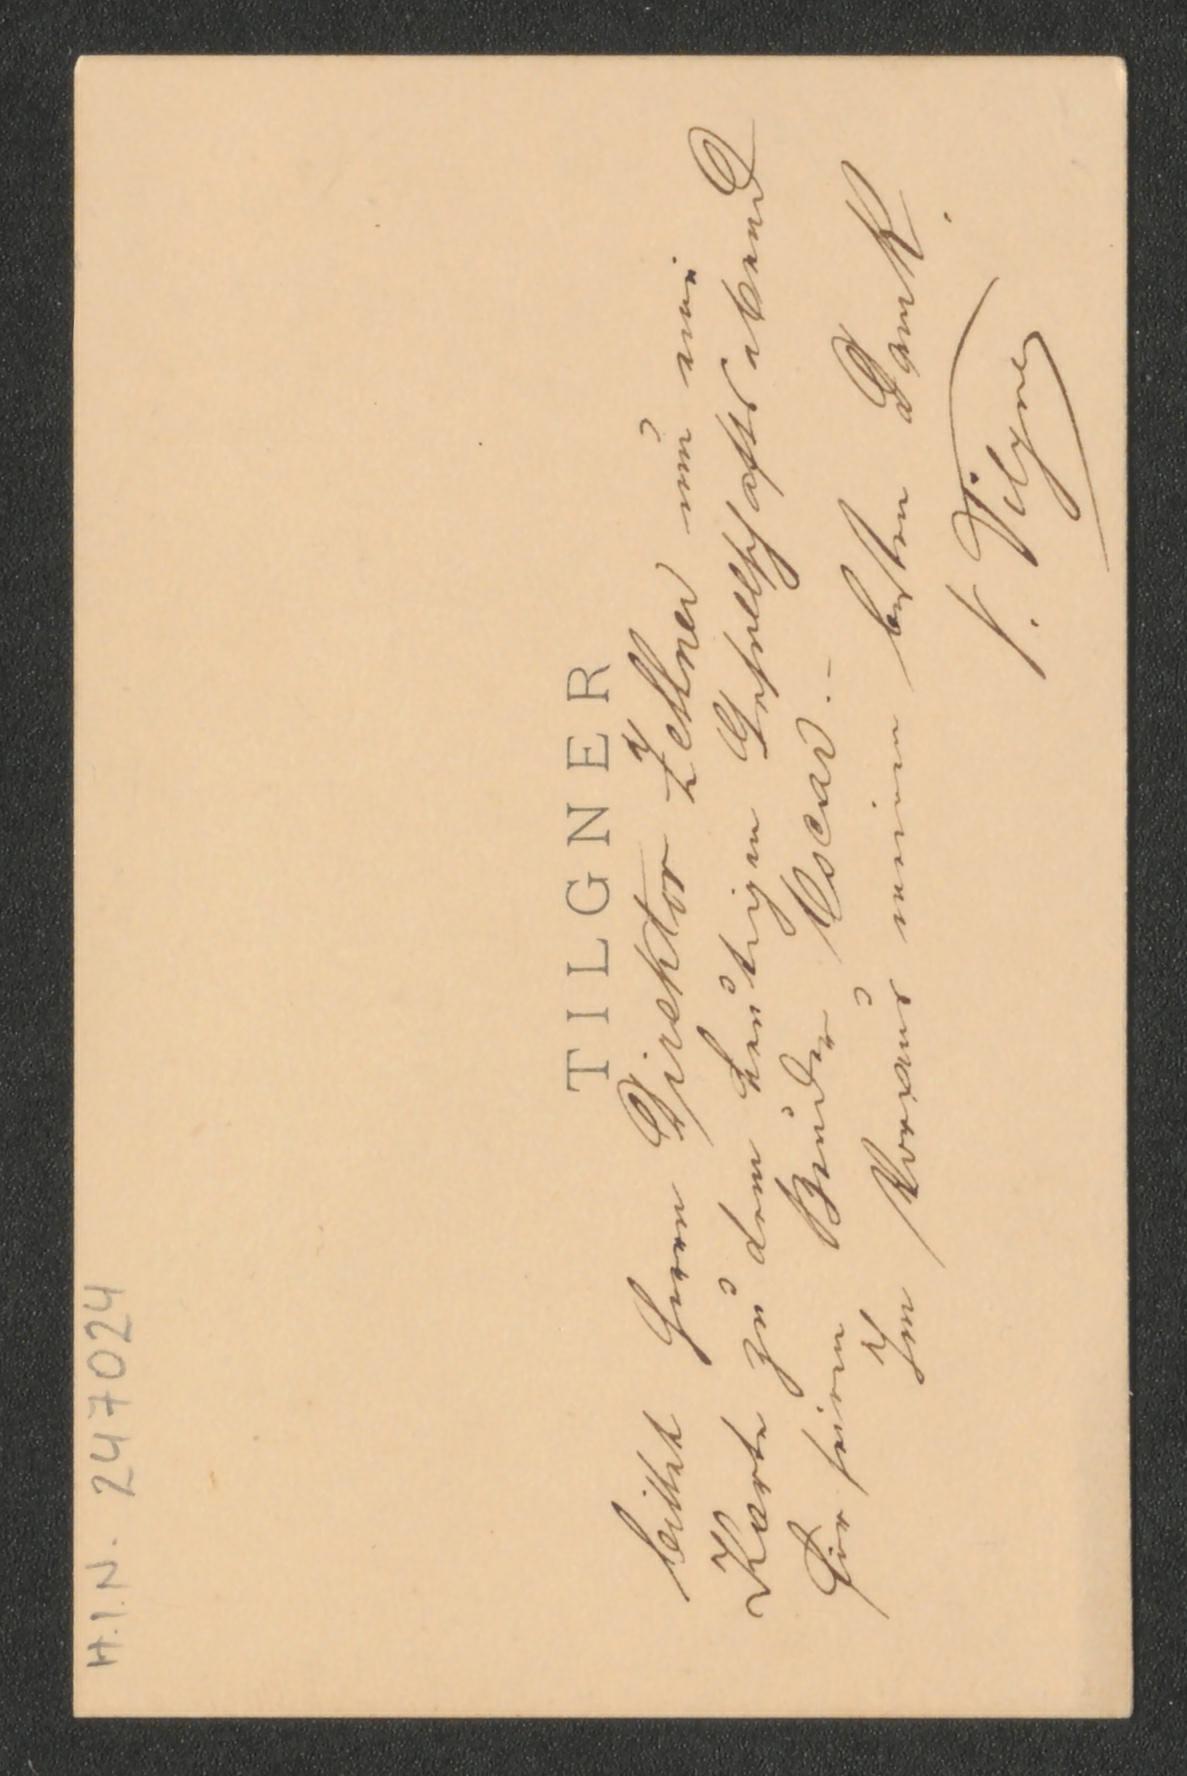 H.I.N. 247024
TILGNER
bittet Herrn Direktor Zellner um eine
Karte zu dem heutigen Gesellschaftsabend
für seinen Bruder Oscar. –
Im Voraus meinen besten Dank.
V. Tilgner